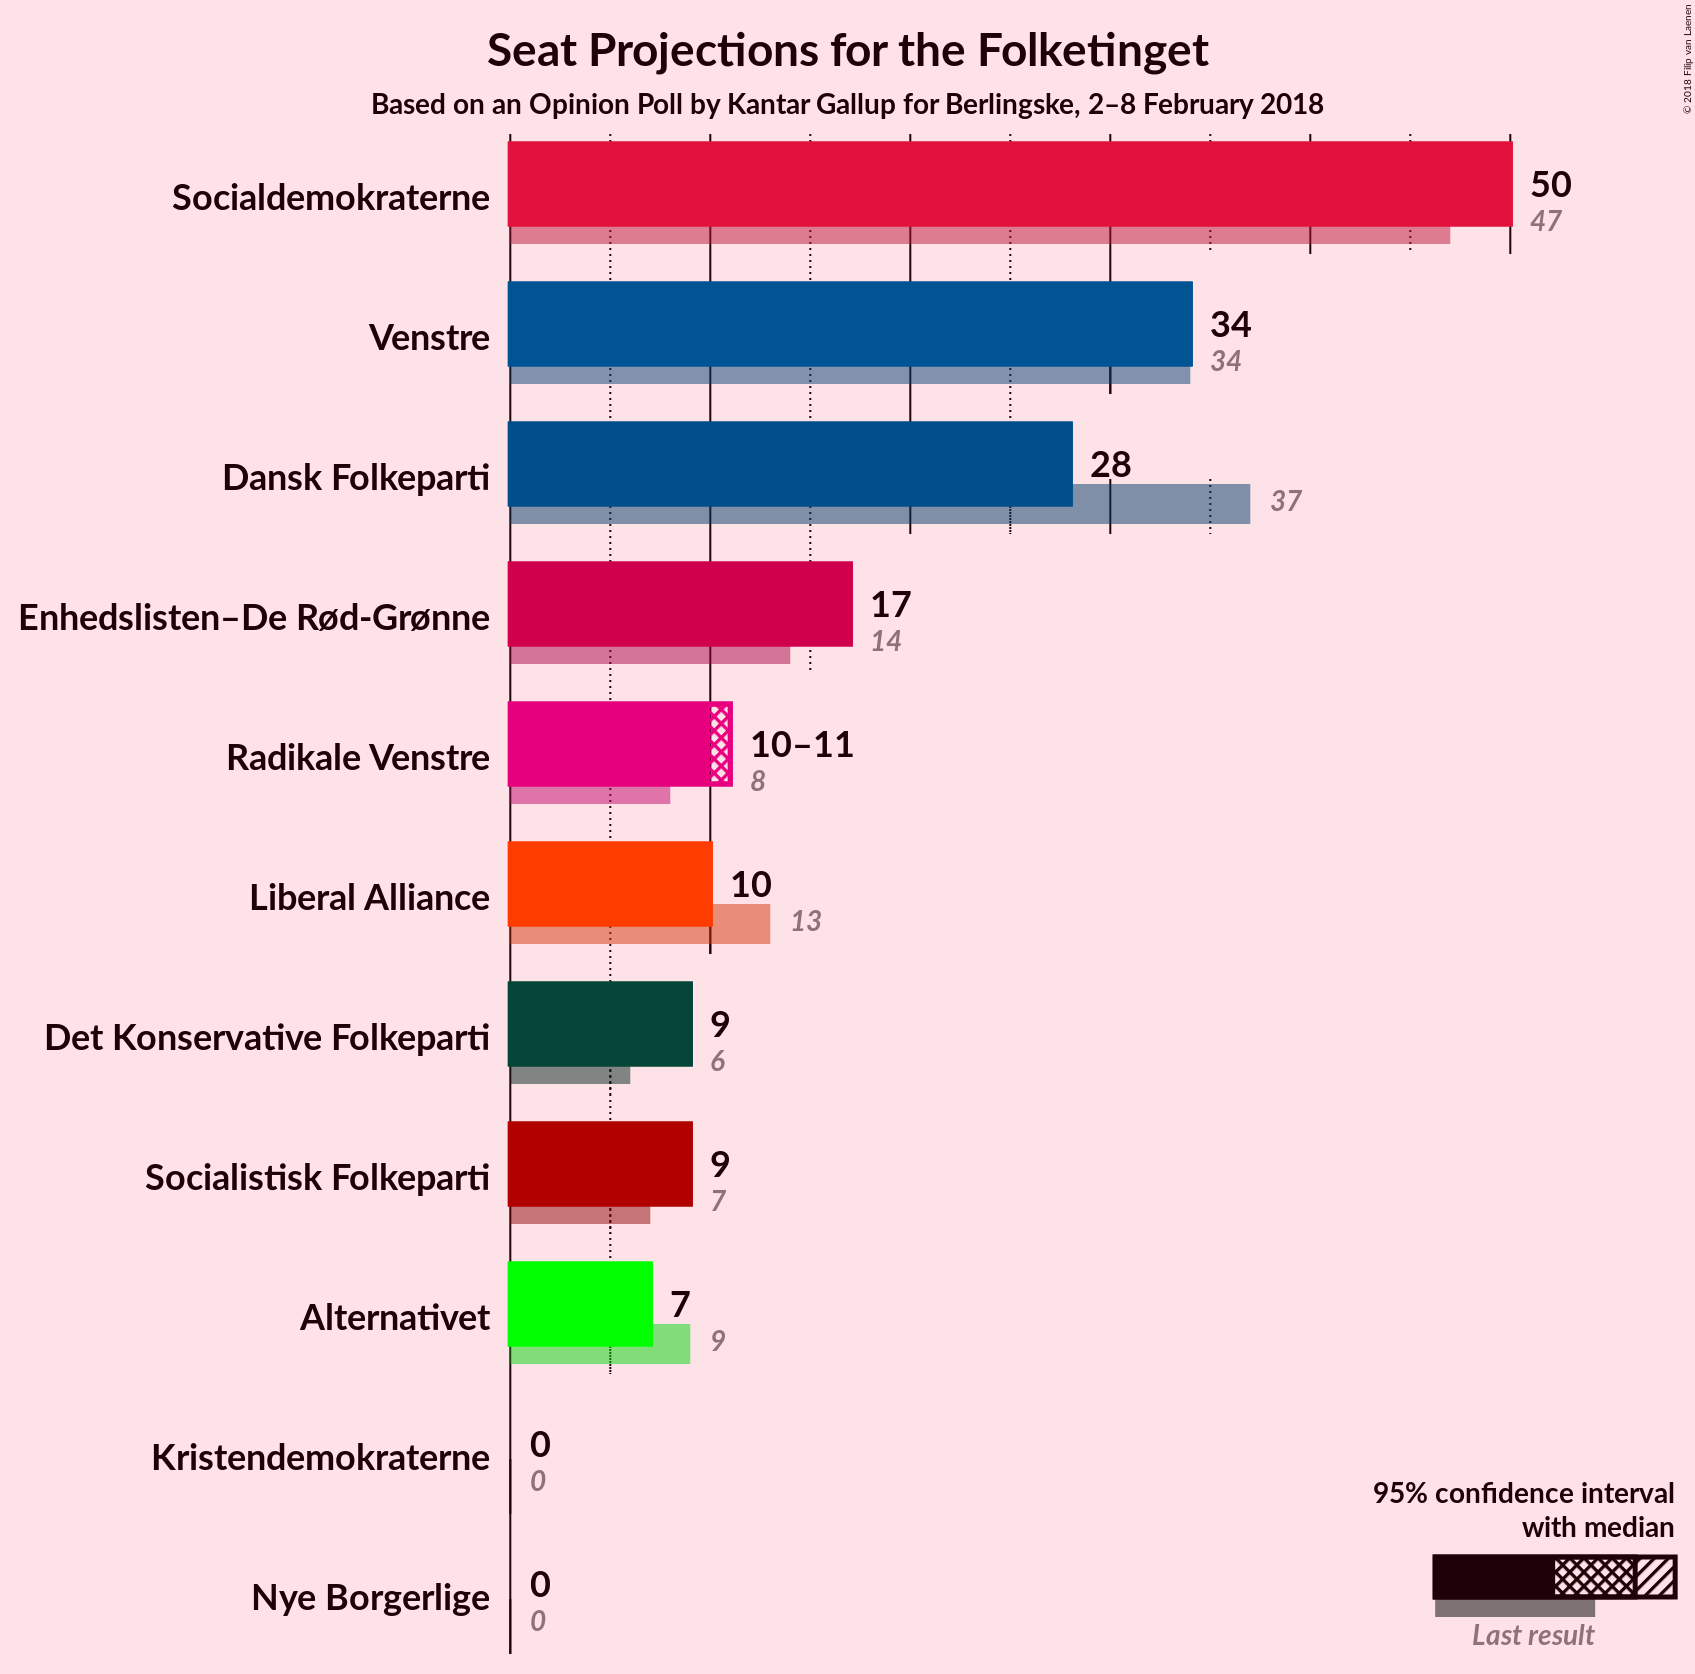 Seat Projections for the Folketinget
Based on an Opinion Poll by Kantar Gallup for Berlingske, 2–8 February 2018
© 2018 Filip van Laenen
Socialdemokraterne
50
47
Venstre
34
34
Dansk Folkeparti
28
37
Enhedslisten–De Rød-Grønne
17
14
Radikale Venstre
10–11
8
Liberal Alliance
10
13
Det Konservative Folkeparti
9
6
Socialistisk Folkeparti
9
7
Alternativet
7
9
Kristendemokraterne
0
0
Nye Borgerlige
0
0
95% confidence interval
with median
Last result